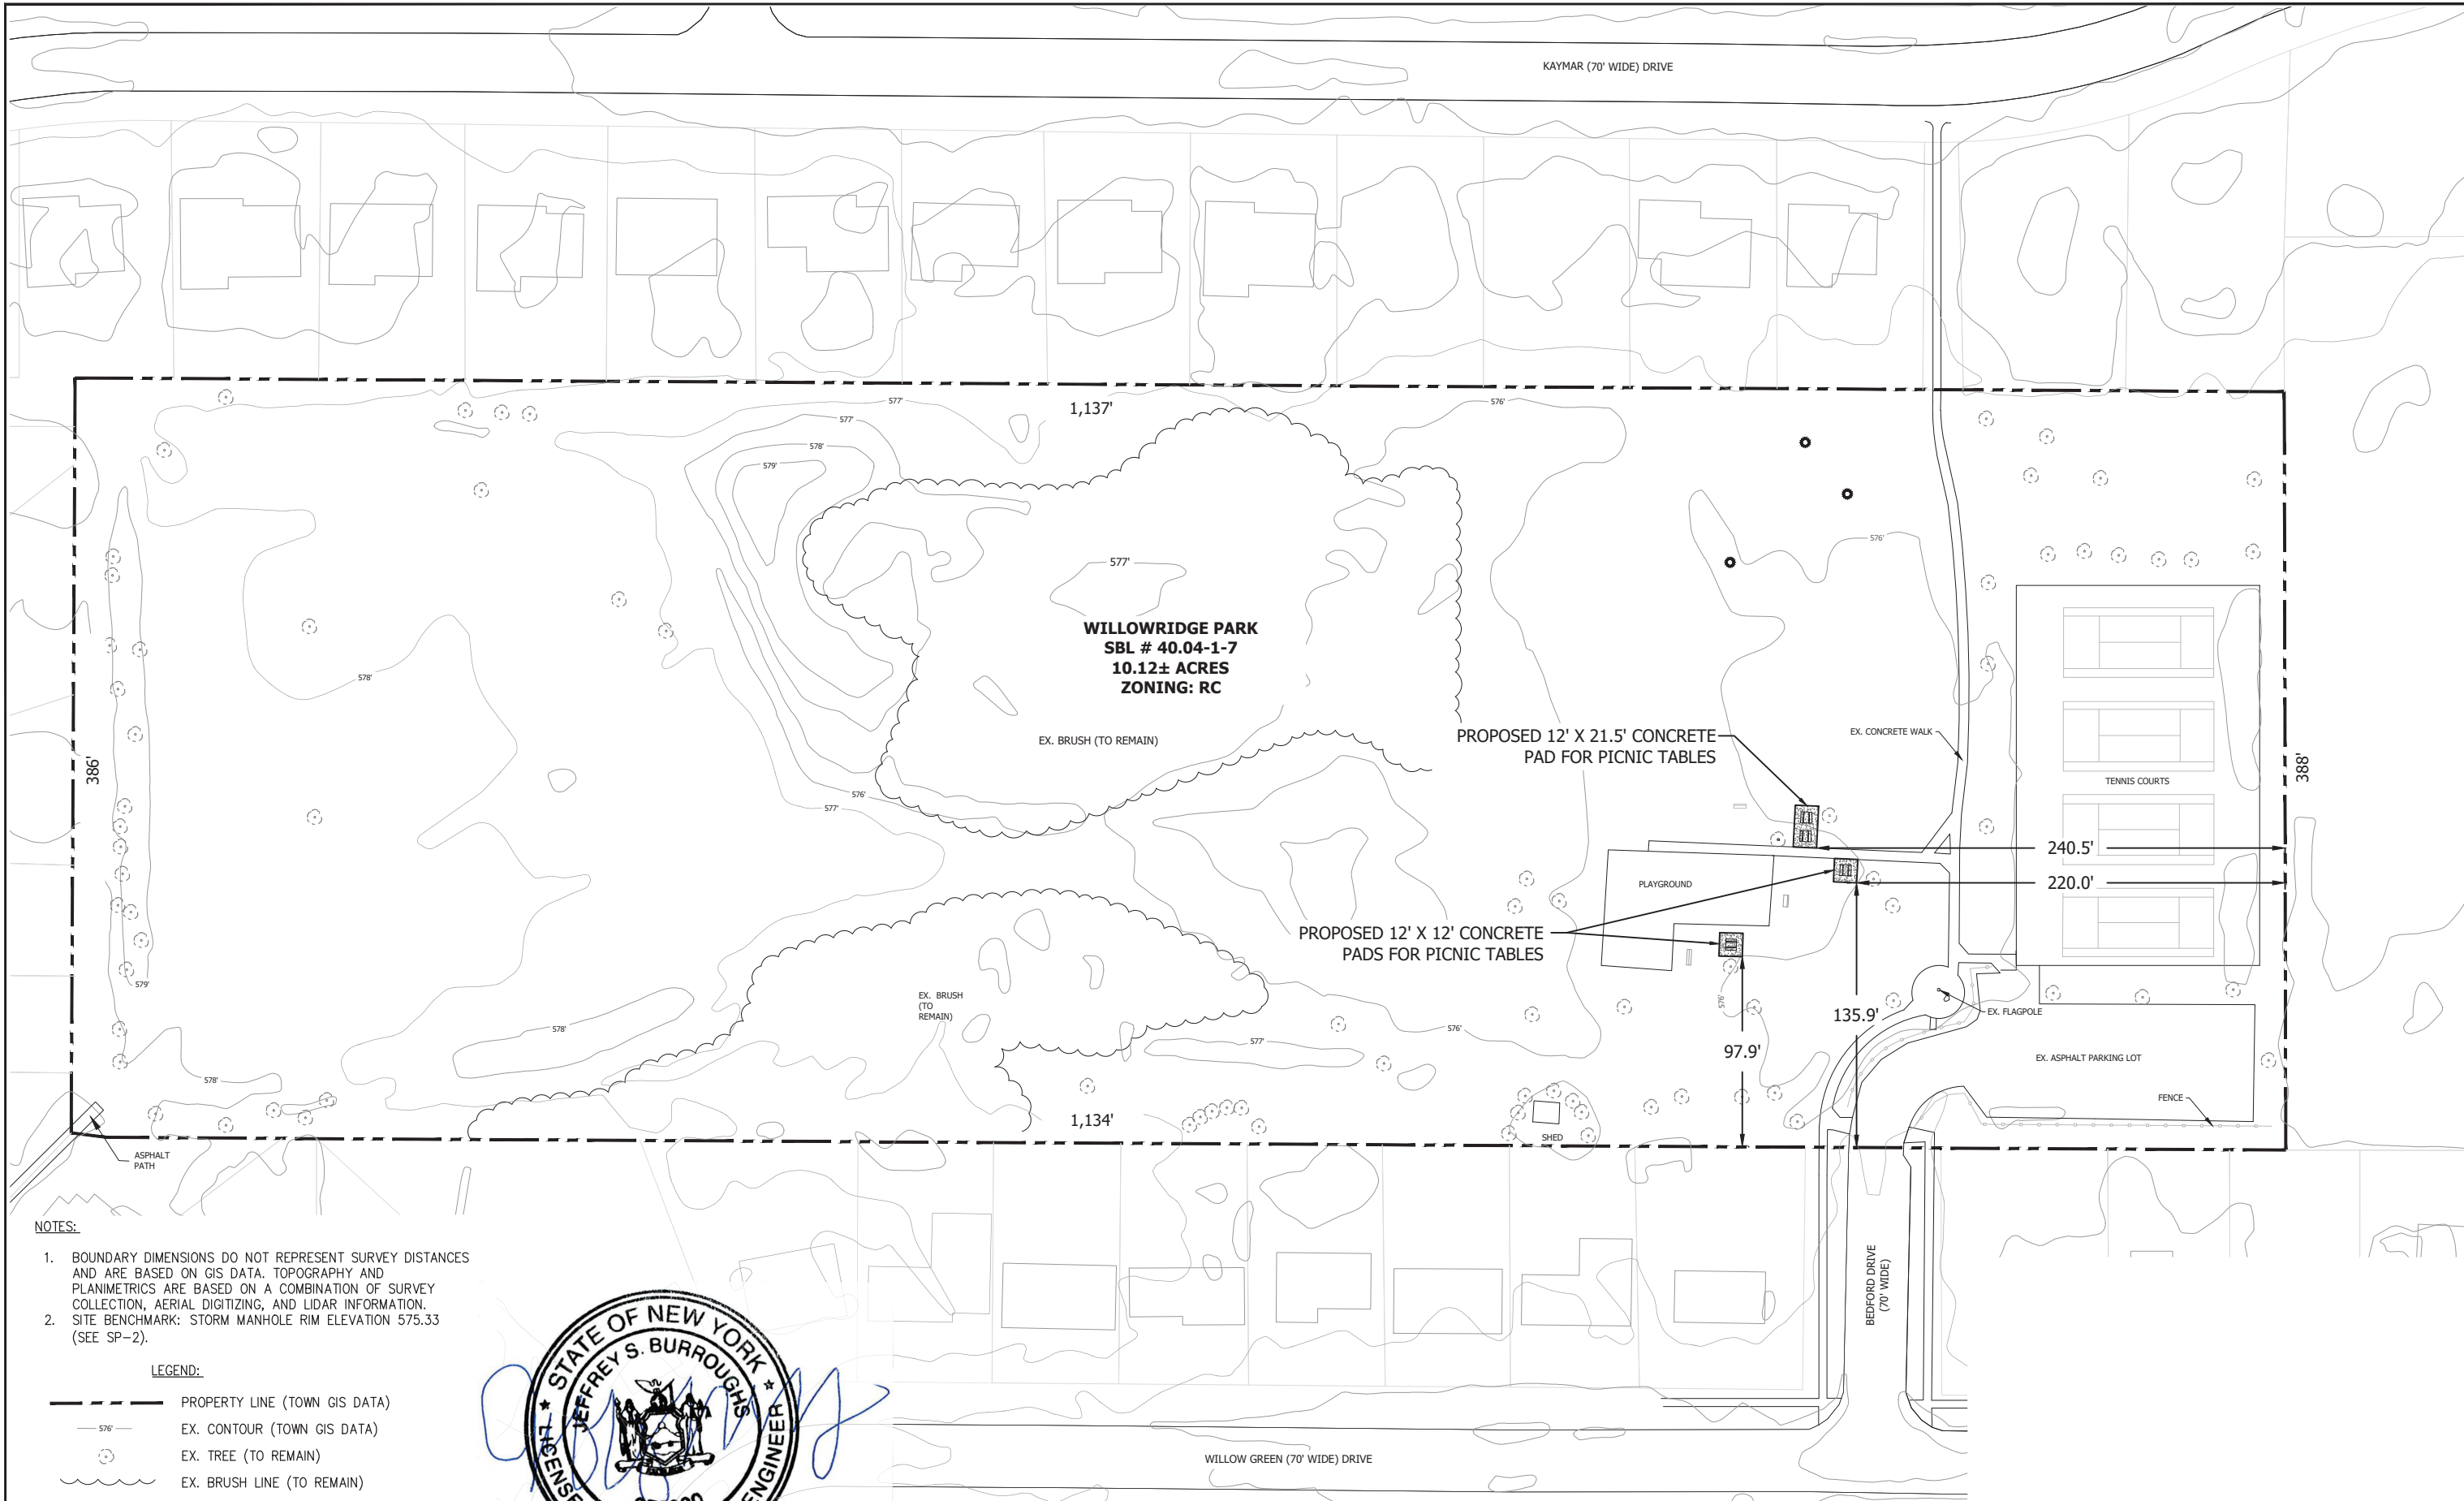 KAYMAR (70' WIDE) DRIVE
1,137'
577'
577'
578'
579'
576'
577'
576'
WILLOWRIDGE PARK
SBL # 40.04-1-7
10.12± ACRES
ZONING: RC
578'
EX. BRUSH (TO REMAIN)
386'
576'
577'
PROPOSED 12' X 21.5' CONCRETE
PAD FOR PICNIC TABLES
EX. CONCRETE WALK
TENNIS COURTS
388'
240.5'
220.0'
PLAYGROUND
PROPOSED 12' X 12' CONCRETE
PADS FOR PICNIC TABLES
579'
EX. BRUSH
(TO
REMAIN)
578'
576'
577'
576'
97.9'
135.9'
EX. FLAGPOLE
EX. ASPHALT PARKING LOT
FENCE
578'
1,134'
SHED
ASPHALT
PATH
BEDFORD DRIVE
(70' WIDE)
WILLOW GREEN (70' WIDE) DRIVE
NOTES:
1. BOUNDARY DIMENSIONS DO NOT REPRESENT SURVEY DISTANCES
AND ARE BASED ON GIS DATA. TOPOGRAPHY AND
PLANIMETRICS ARE BASED ON A COMBINATION OF SURVEY
COLLECTION, AERIAL DIGITIZING, AND LIDAR INFORMATION.
2. SITE BENCHMARK: STORM MANHOLE RIM ELEVATION 575.33
(SEE SP-2).
LEGEND:
PROPERTY LINE (TOWN GIS DATA)
576'
EX. CONTOUR (TOWN GIS DATA)
EX. TREE (TO REMAIN)
EX. BRUSH LINE (TO REMAIN)
STATE OF NEW YORK
JEFFREY S. BURROUGHS
ENGINEER